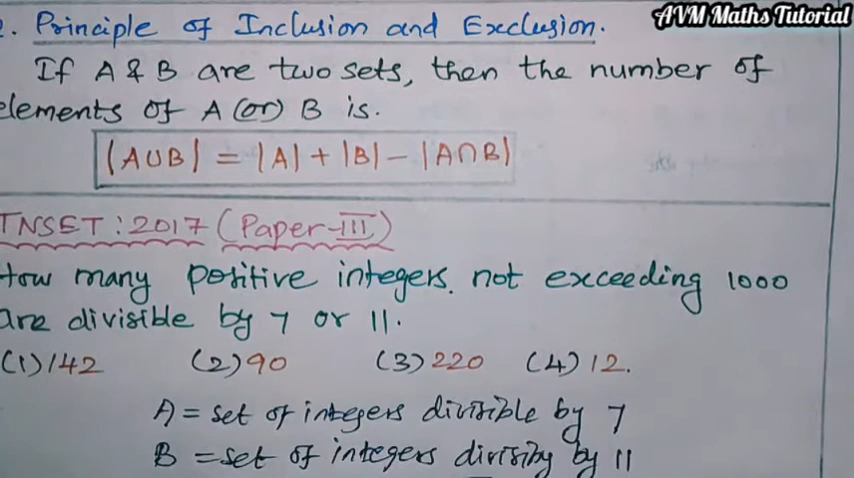 AVM Maths Tutorial
2. Principle of Inclusion and Exclusion.
If A & B are two sets, then the number of
elements of A (or) B is.
|A∪B| = |A| + |B| - |A∩B|
TNSET : 2017 (Paper-III)
How many positive integers not exceeding 1000
are divisible by 7 or 11.
(1) 142 (2) 90 (3) 220 (4) 12.
A = set of integers divisible by 7
B = set of integers divisiby by 11